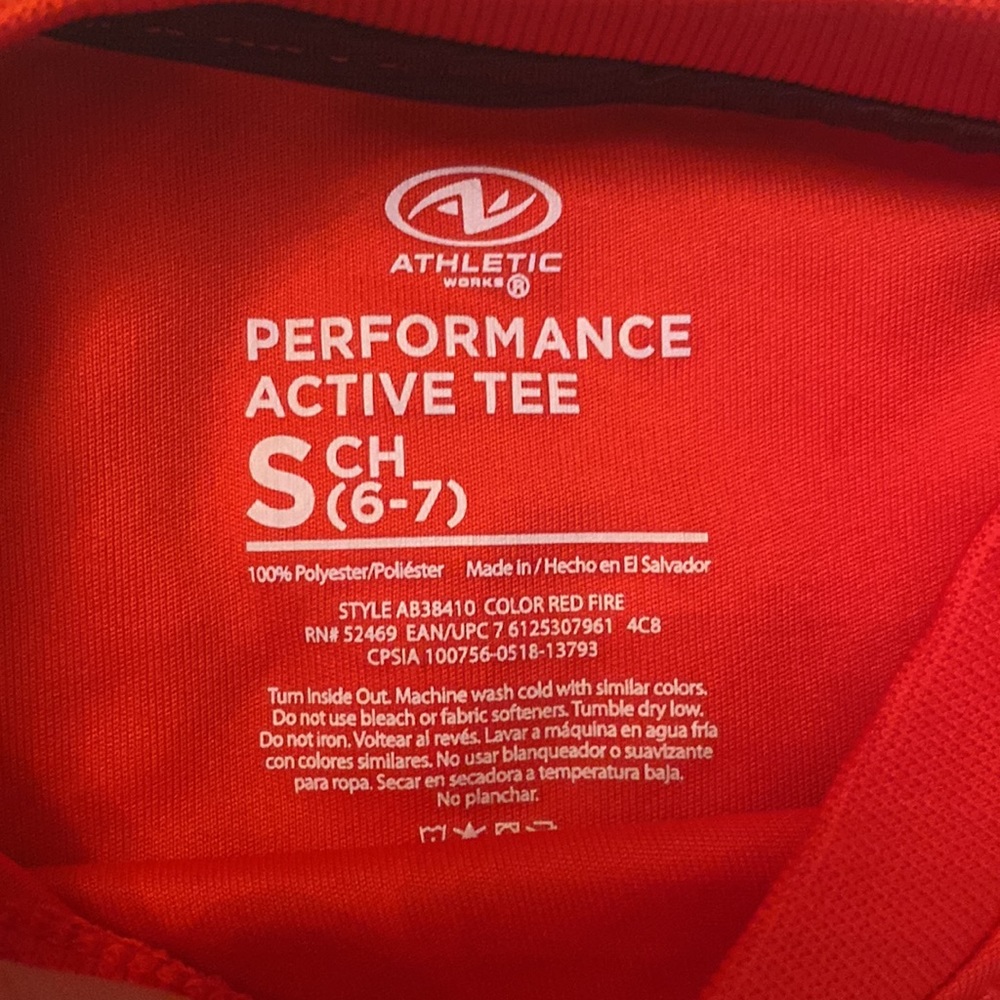 ATHLETIC
WORKS®
PERFORMANCE
ACTIVE TEE
S CH
(6-7)
100% Polyester/Poliéster Made in / Hecho en El Salvador
STYLE AB38410 COLOR RED FIRE
RN# 52469 EAN/UPC 7 6125307961 4C8
CPSIA 100756-0518-13793
Turn Inside Out. Machine wash cold with similar colors.
Do not use bleach or fabric softeners. Tumble dry low.
Do not iron. Voltear al revés. Lavar a máquina en agua fría
con colores similares. No usar blanqueador o suavizante
para ropa. Secar en secadora a temperatura baja.
No planchar.